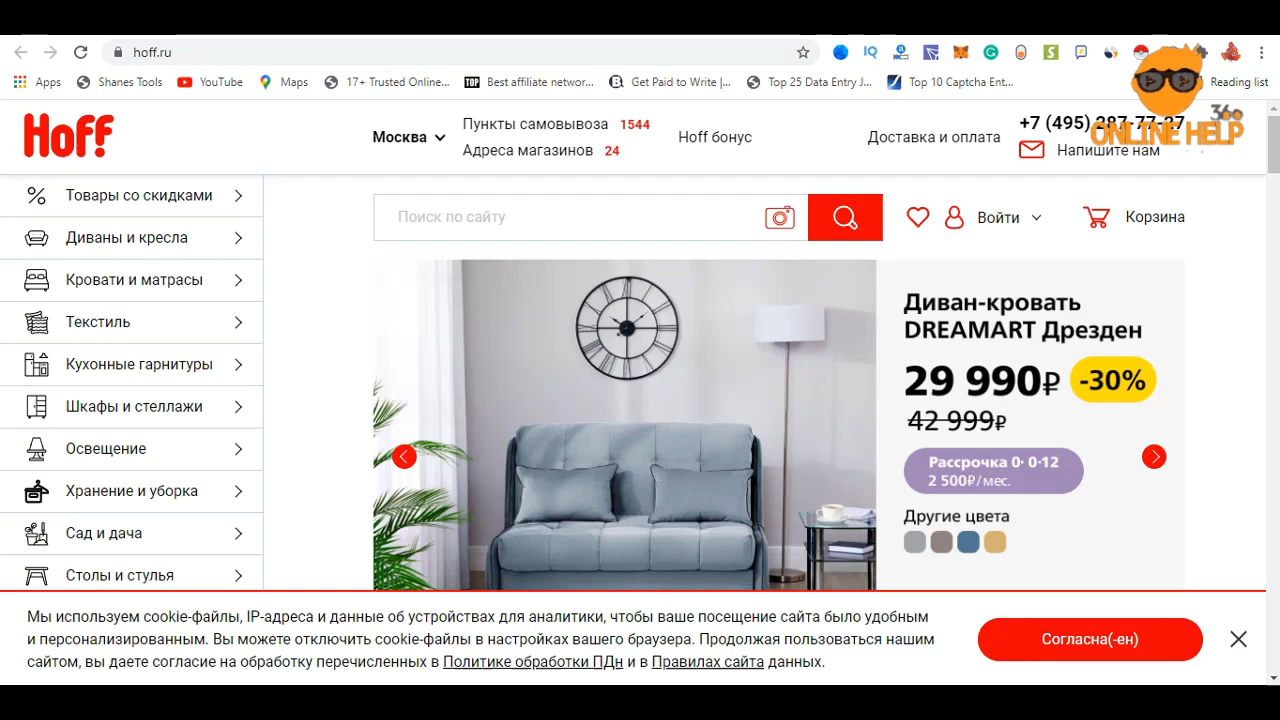 hoff.ru
Apps
Shanes Tools
YouTube
Maps
17+ Trusted Online...
Best affiliate networ...
Get Paid to Write |...
Top 25 Data Entry J...
Top 10 Captcha Ent...
Reading list
Hoff
Москва
Пункты самовывоза 1544
Адреса магазинов 24
Hoff бонус
Доставка и оплата
+7 (495) 287-77-27
Напишите нам
360
ONLINE HELP
Товары со скидками
Диваны и кресла
Кровати и матрасы
Текстиль
Кухонные гарнитуры
Шкафы и стеллажи
Освещение
Хранение и уборка
Сад и дача
Столы и стулья
Поиск по сайту
Войти
Корзина
Диван-кровать
DREAMART Дрезден
29 990₽ -30%
42 999₽
Рассрочка 0· 0·12
2 500₽/мес.
Другие цвета
Мы используем cookie-файлы, IP-адреса и данные об устройствах для аналитики, чтобы ваше посещение сайта было удобным
и персонализированным. Вы можете отключить cookie-файлы в настройках вашего браузера. Продолжая пользоваться нашим
сайтом, вы даете согласие на обработку перечисленных в Политике обработки ПДн и в Правилах сайта данных.
Согласна(-ен)